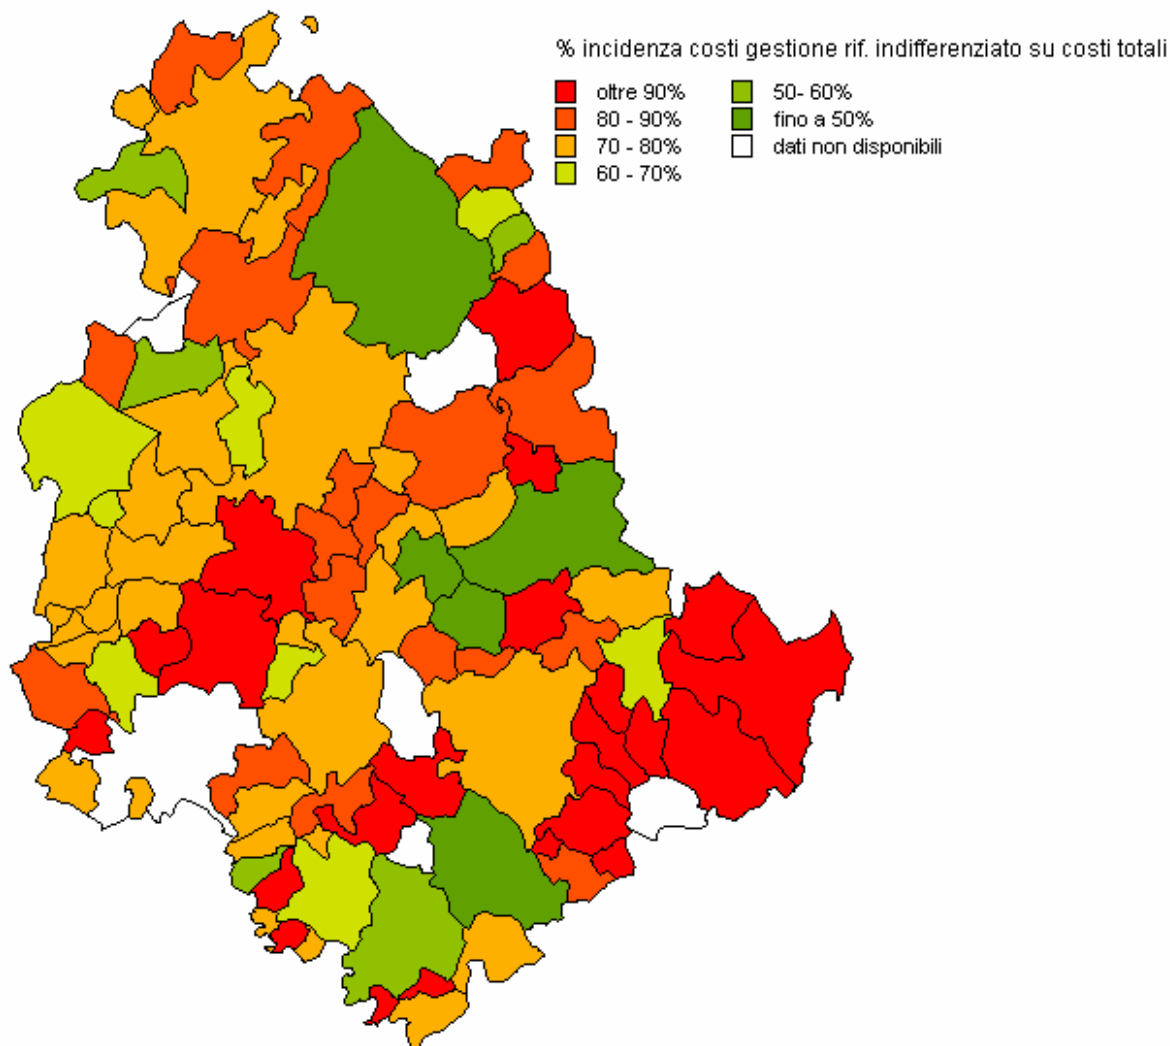 % incidenza costi gestione rif. indifferenziato su costi totali
oltre 90%
80 - 90%
70 - 80%
60 - 70%
50- 60%
fino a 50%
dati non disponibili